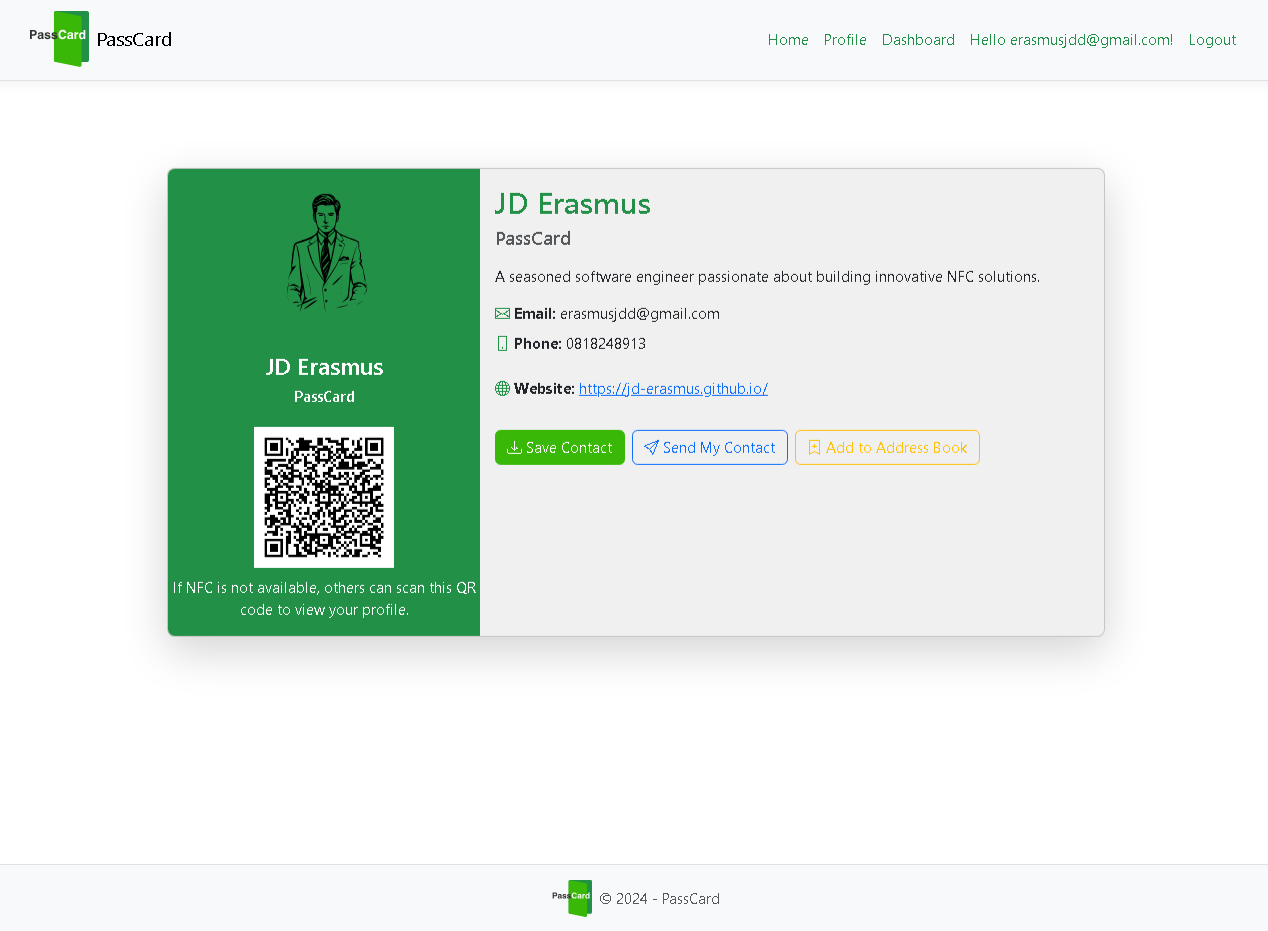 PassCard PassCard Home Profile Dashboard Hello erasmusjdd@gmail.com! Logout
JD Erasmus
PassCard
If NFC is not available, others can scan this QR
code to view your profile.
JD Erasmus
PassCard
A seasoned software engineer passionate about building innovative NFC solutions.
Email: erasmusjdd@gmail.com
Phone: 0818248913
Website: https://jd-erasmus.github.io/
Save Contact Send My Contact Add to Address Book
PassCard © 2024 - PassCard